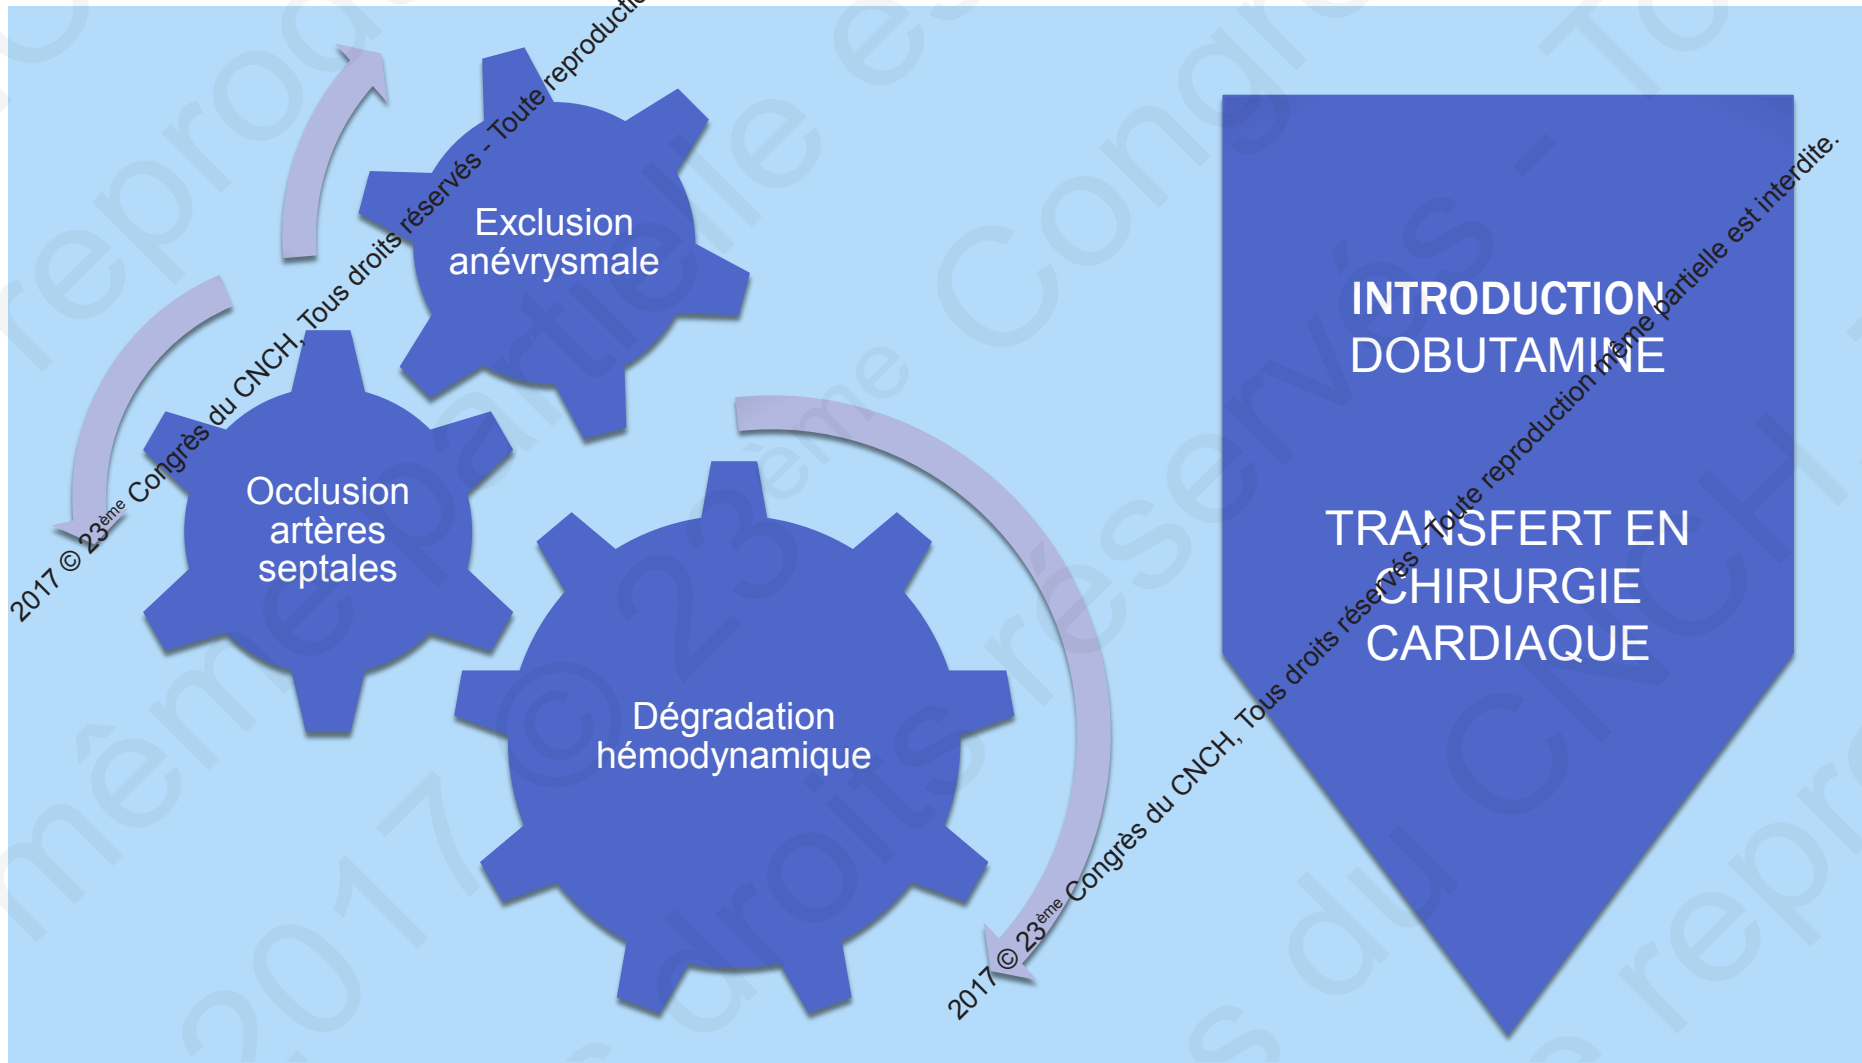 Exclusion
anévrysmale
Occlusion
artères
septales
Dégradation
hémodynamique
INTRODUCTION
DOBUTAMINE
TRANSFERT EN
CHIRURGIE
CARDIAQUE
2017 © 23ème Congrès du CNCH, Tous droits réservés - Toute reproduction
2017 © 23ème Congrès du CNCH, Tous droits réservés - Toute reproduction même partielle est interdite.